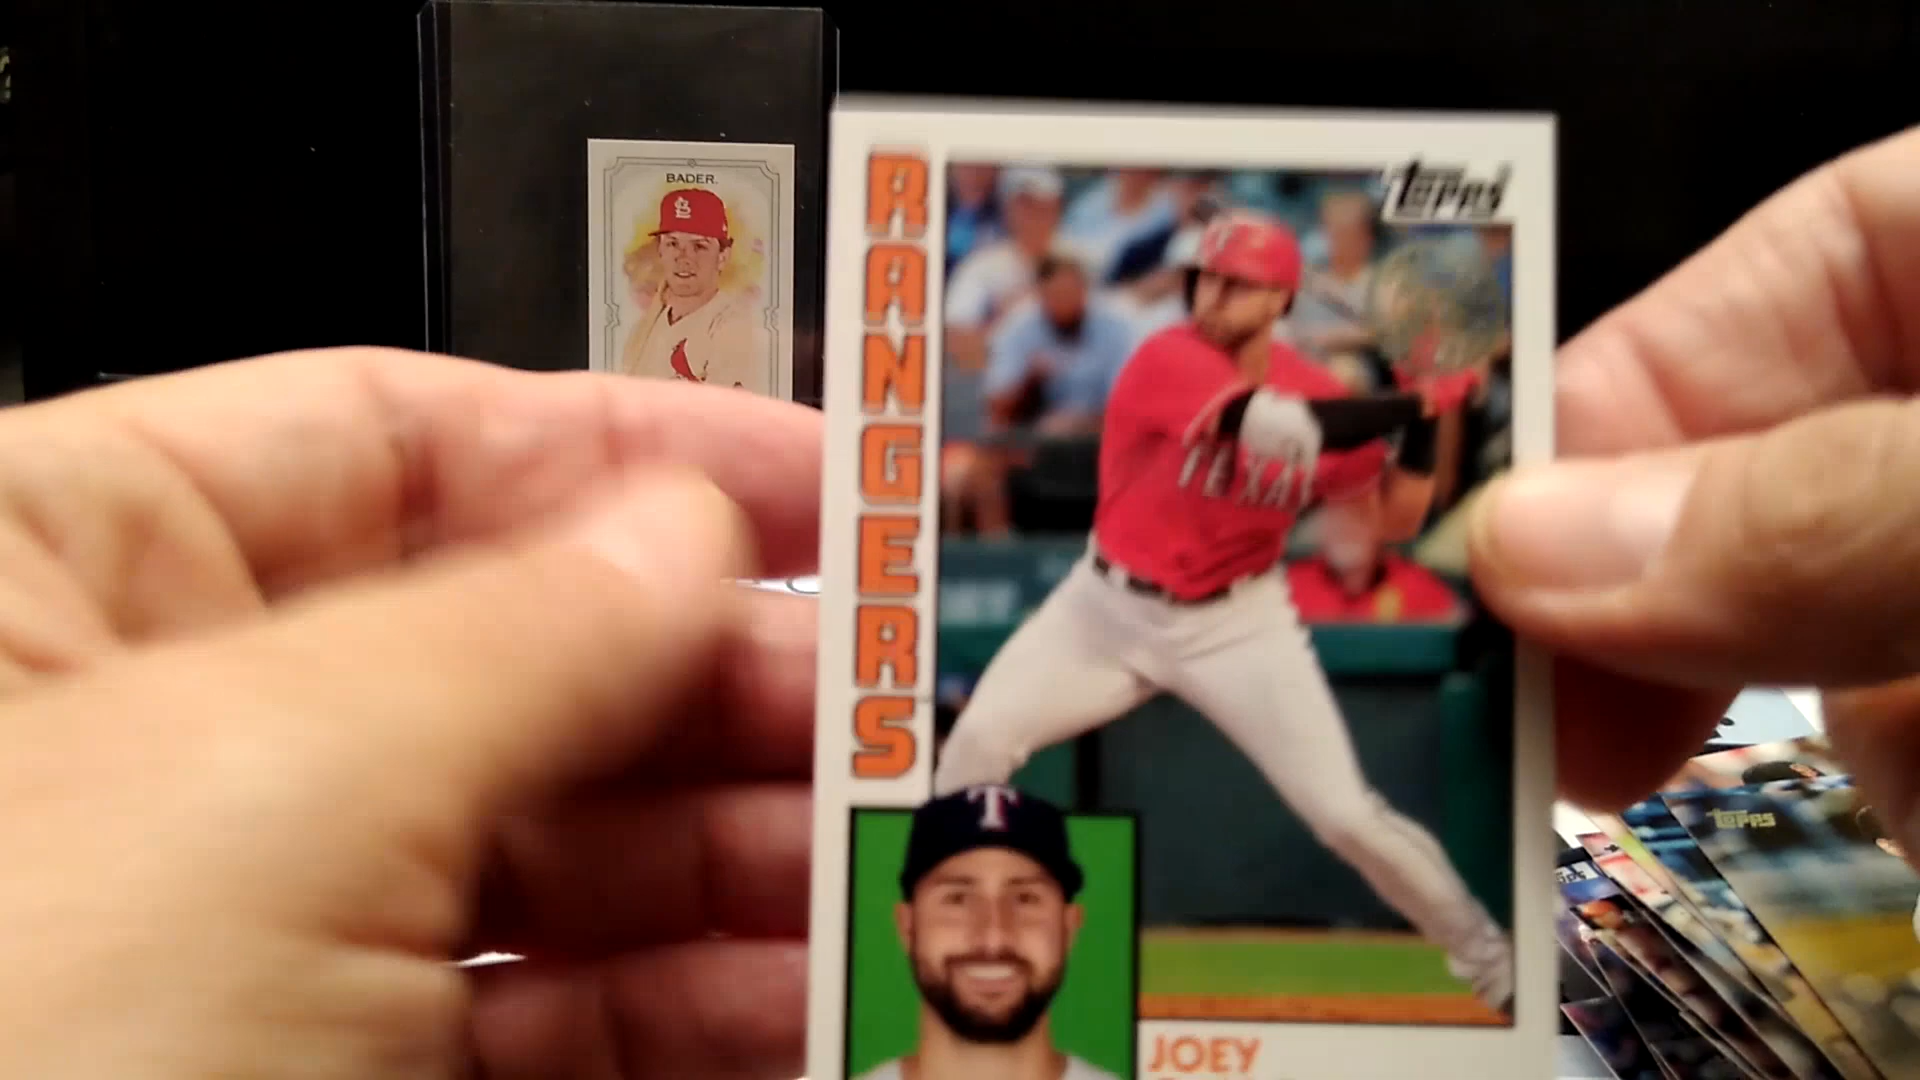 BADER.
RANGERS
Topps
TEXAS
T
JOEY
Topps